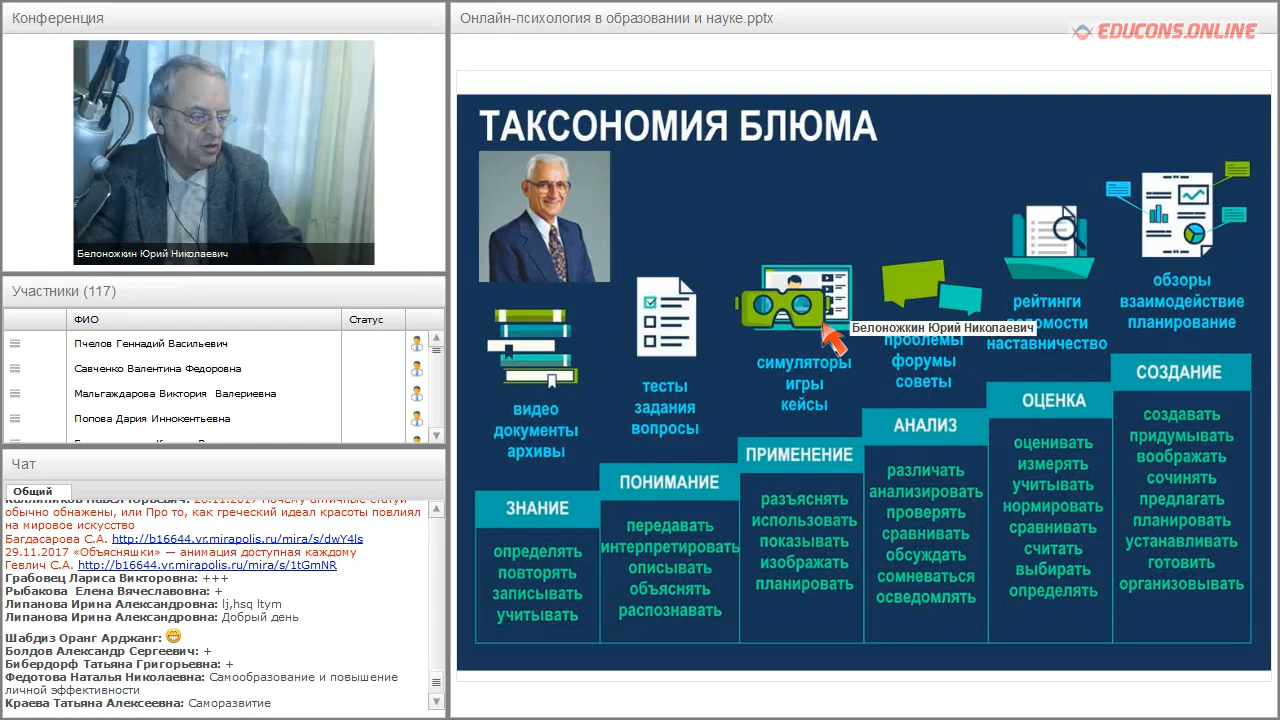 Конференция
Белоножкин Юрий Николаевич
Участники (117)
ФИО Статус
Пчелов Геннадий Васильевич
Савченко Валентина Федоровна
Мальгаждарова Виктория Валериевна
Попова Дария Иннокентьевна
Чат
Общий
20.11.2017 Почему античные статуи
обычно обнажены, или Про то, как греческий идеал красоты повлиял
на мировое искусство
Багдасарова С.А. http://b16644.vr.mirapolis.ru/mira/s/dwY4ls
29.11.2017 «Объясняшки» — анимация доступная каждому
Гевлич С.А. http://b16644.vr.mirapolis.ru/mira/s/1tGmNR
Грабовец Лариса Викторовна: +++
Рыбакова Елена Вячеславовна: +
Липанова Ирина Александровна: lj,hsq ltym
Липанова Ирина Александровна: Добрый день
Шабдиз Оранг Арджанг:
Болдов Александр Сергеевич: +
Бибердорф Татьяна Григорьевна: +
Федотова Наталья Николаевна: Самообразование и повышение
личной эффективности
Краева Татьяна Алексеевна: Саморазвитие
Онлайн-психология в образовании и науке.pptx
EDUCONS.ONLINE
ТАКСОНОМИЯ БЛЮМА
видео
документы
архивы
ЗНАНИЕ
определять
повторять
записывать
учитывать
тесты
задания
вопросы
ПОНИМАНИЕ
передавать
интерпретировать
описывать
объяснять
распознавать
Белоножкин Юрий Николаевич
симуляторы
игры
кейсы
ПРИМЕНЕНИЕ
разъяснять
использовать
показывать
изображать
планировать
проблемы
форумы
советы
АНАЛИЗ
различать
анализировать
проверять
сравнивать
обсуждать
сомневаться
осведомлять
рейтинги
наставничество
ОЦЕНКА
оценивать
измерять
учитывать
нормировать
сравнивать
считать
выбирать
определять
обзоры
взаимодействие
планирование
СОЗДАНИЕ
создавать
придумывать
воображать
сочинять
предлагать
планировать
устанавливать
готовить
организовывать